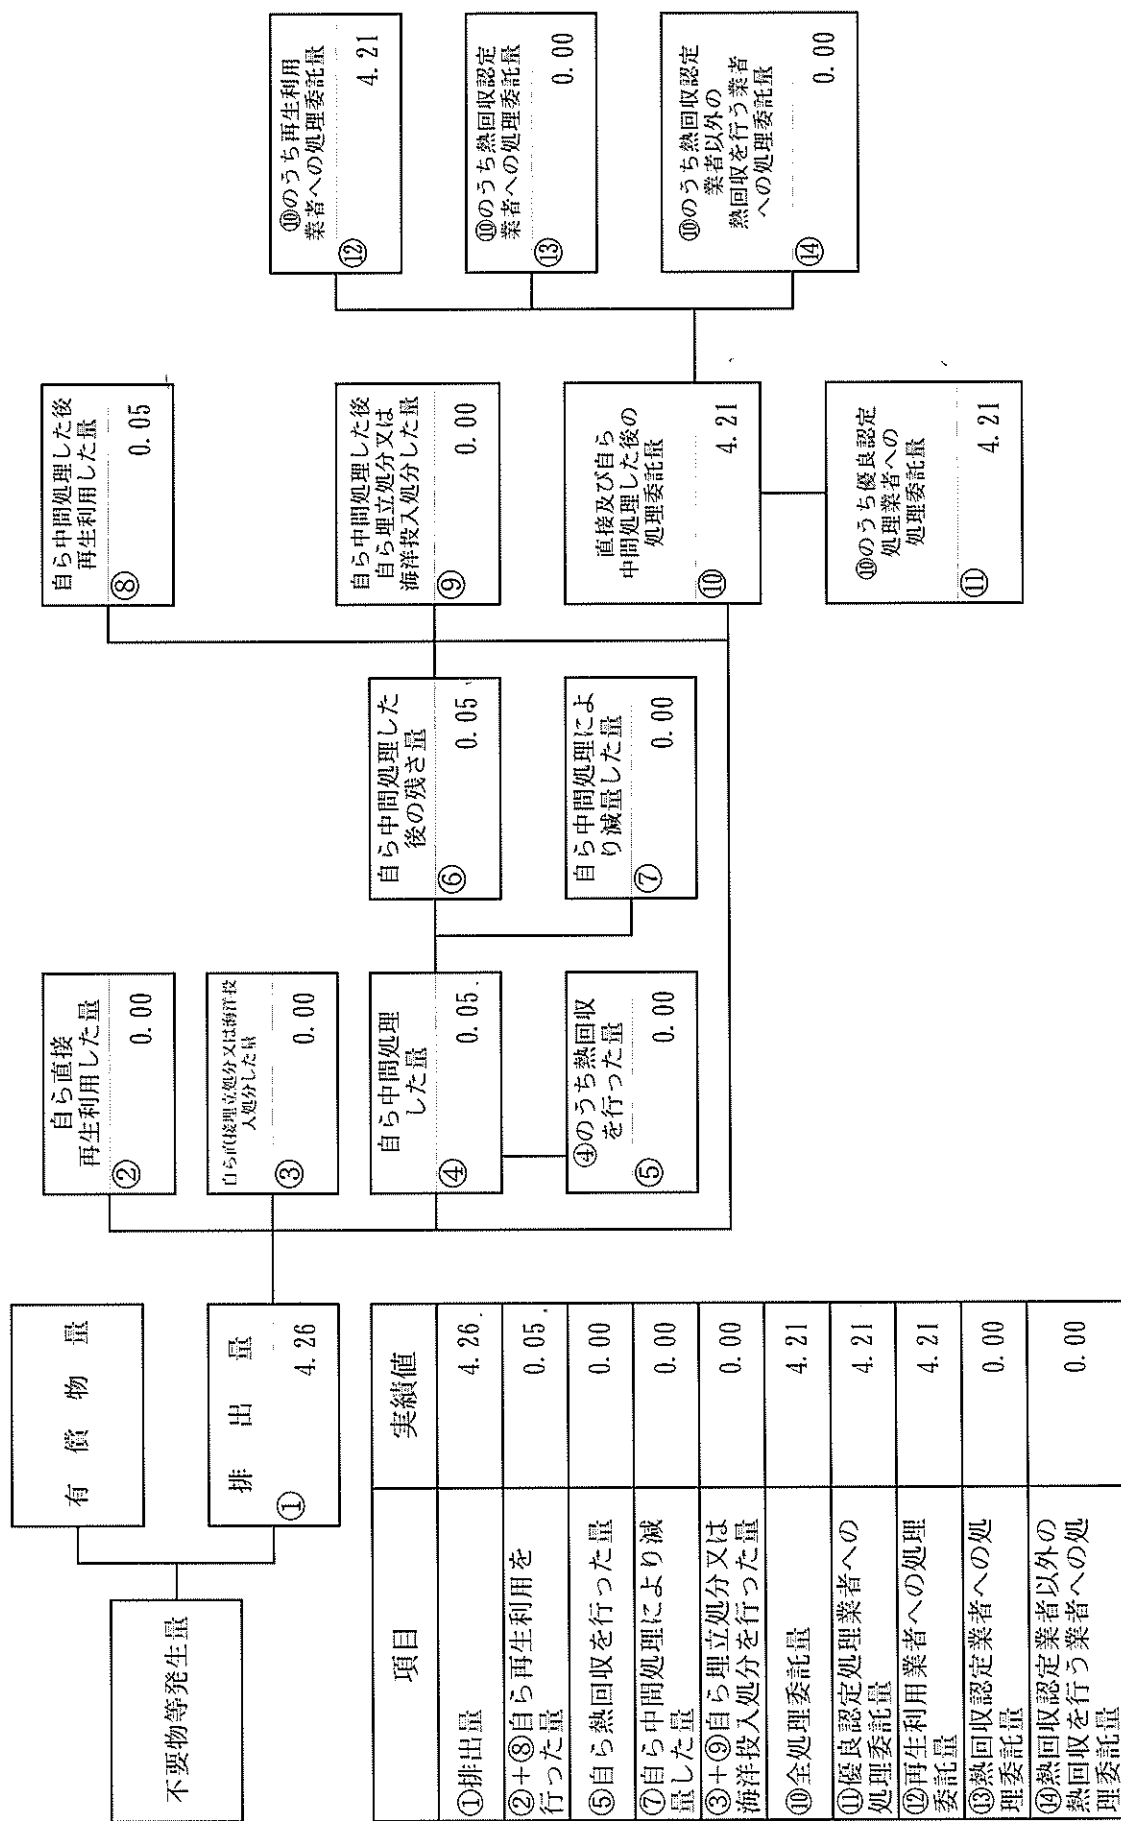 不要物等発生量
有　償　物　量
排　出　量
① 4.26
自ら直接
再生利用した量
② 0.00
自ら直接埋立処分又は海洋投
入処分した量
③ 0.00
自ら中間処理
した量
④ 0.05
④のうち熱回収
を行った量
⑤ 0.00
自ら中間処理した
後の残さ量
⑥ 0.05
自ら中間処理によ
り減量した量
⑦ 0.00
自ら中間処理した後
再生利用した量
⑧ 0.05
自ら中間処理した後
自ら埋立処分又は
海洋投入処分した量
⑨ 0.00
直接及び自ら
中間処理した後の
処理委託量
⑩ 4.21
⑩のうち優良認定
処理業者への
処理委託量
⑪ 4.21
⑩のうち再生利用
業者への処理委託量
⑫ 4.21
⑩のうち熱回収認定
業者への処理委託量
⑬ 0.00
⑩のうち熱回収認定
業者以外の
熱回収を行う業者
への処理委託量
⑭ 0.00
項目 実績値
①排出量 4.26
②+⑧自ら再生利用を
行った量 0.05
⑤自ら熱回収を行った量 0.00
⑦自ら中間処理により減
量した量 0.00
③+⑨自ら埋立処分又は
海洋投入処分を行った量 0.00
⑩全処理委託量 4.21
⑪優良認定処理業者への
処理委託量 4.21
⑫再生利用業者への処理
委託量 4.21
⑬熱回収認定業者への処
理委託量 0.00
⑭熱回収認定業者以外の
熱回収を行う業者への処
理委託量 0.00